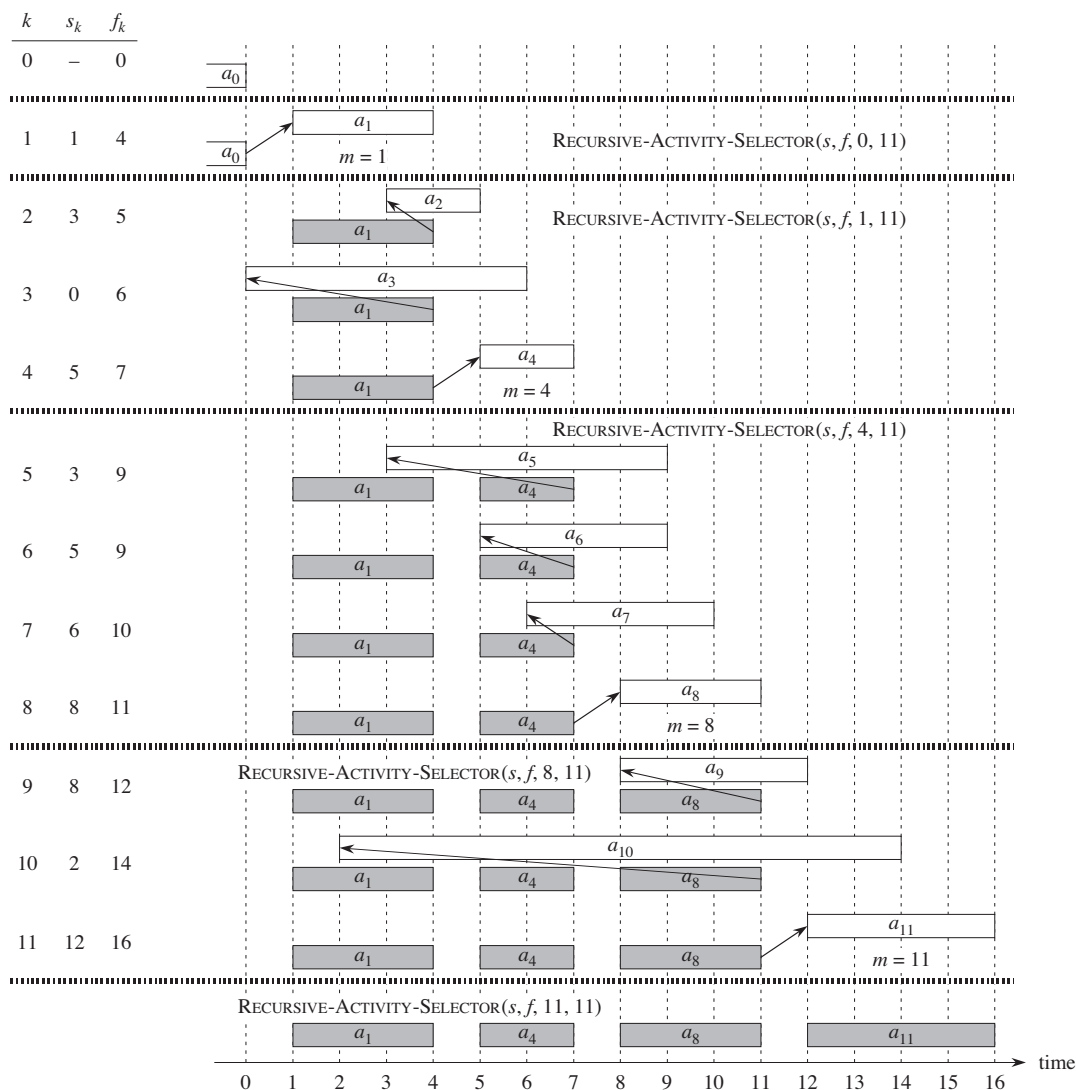 k s_k f_k
0 – 0
a_0
1 1 4
a_1
RECURSIVE-ACTIVITY-SELECTOR(s, f, 0, 11)
a_0
m = 1
2 3 5
a_2
RECURSIVE-ACTIVITY-SELECTOR(s, f, 1, 11)
a_1
a_3
3 0 6
a_1
4 5 7
a_4
a_1
m = 4
RECURSIVE-ACTIVITY-SELECTOR(s, f, 4, 11)
5 3 9
a_5
a_1 a_4
6 5 9
a_6
a_1 a_4
7 6 10
a_7
a_1 a_4
8 8 11
a_8
a_1 a_4
m = 8
RECURSIVE-ACTIVITY-SELECTOR(s, f, 8, 11)
a_9
9 8 12
a_1 a_4 a_8
a_10
10 2 14
a_1 a_4 a_8
a_11
11 12 16
a_1 a_4 a_8
m = 11
RECURSIVE-ACTIVITY-SELECTOR(s, f, 11, 11)
a_1 a_4 a_8 a_11
time
0 1 2 3 4 5 6 7 8 9 10 11 12 13 14 15 16